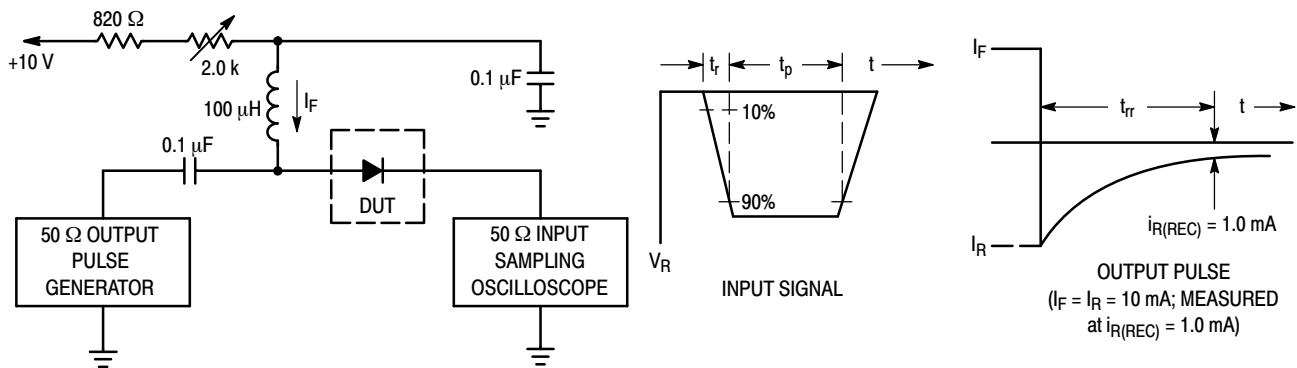 820 Ω
+10 V
2.0 k
100 μH
I_F
0.1 μF
0.1 μF
DUT
50 Ω OUTPUT
PULSE
GENERATOR
50 Ω INPUT
SAMPLING
OSCILLOSCOPE
t_r
t_p
t
10%
90%
V_R
INPUT SIGNAL
I_F
t_rr
t
I_R
i_R(REC) = 1.0 mA
OUTPUT PULSE
(I_F = I_R = 10 mA; MEASURED
at i_R(REC) = 1.0 mA)